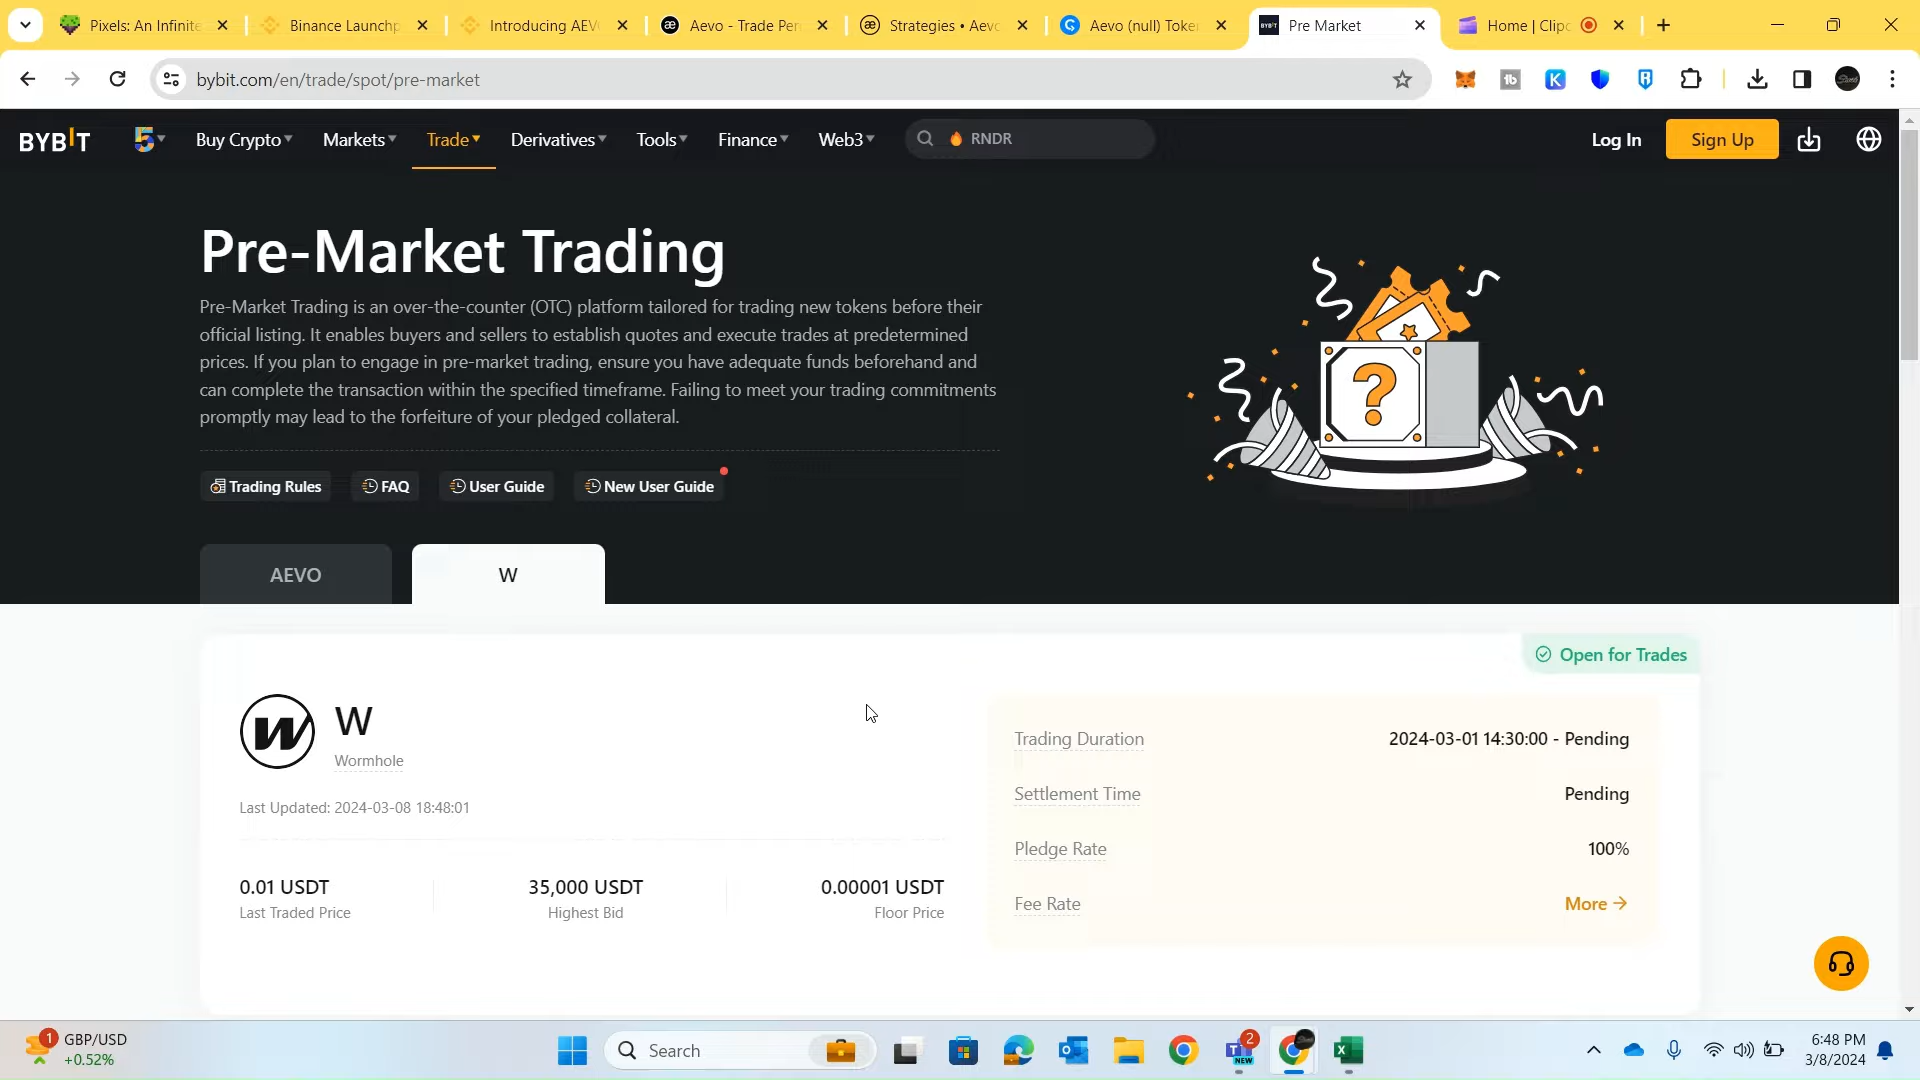 Pixels: An Infinite
Binance Launchp
Introducing AEV
Aevo - Trade Per
Strategies • Aevo
Aevo (null) Toke
Pre Market
Home | Clipc
bybit.com/en/trade/spot/pre-market
BYBIT
Buy Crypto
Markets
Trade
Derivatives
Tools
Finance
Web3
RNDR
Log In
Sign Up
Pre-Market Trading
Pre-Market Trading is an over-the-counter (OTC) platform tailored for trading new tokens before their
official listing. It enables buyers and sellers to establish quotes and execute trades at predetermined
prices. If you plan to engage in pre-market trading, ensure you have adequate funds beforehand and
can complete the transaction within the specified timeframe. Failing to meet your trading commitments
promptly may lead to the forfeiture of your pledged collateral.
?
Trading Rules
FAQ
User Guide
New User Guide
AEVO
W
Open for Trades
W
W
Wormhole
Last Updated: 2024-03-08 18:48:01
0.01 USDT
35,000 USDT
0.00001 USDT
Last Traded Price
Highest Bid
Floor Price
Trading Duration
2024-03-01 14:30:00 - Pending
Settlement Time
Pending
Pledge Rate
100%
Fee Rate
More
1
GBP/USD
+0.52%
Search
2
NEW
6:48 PM
3/8/2024